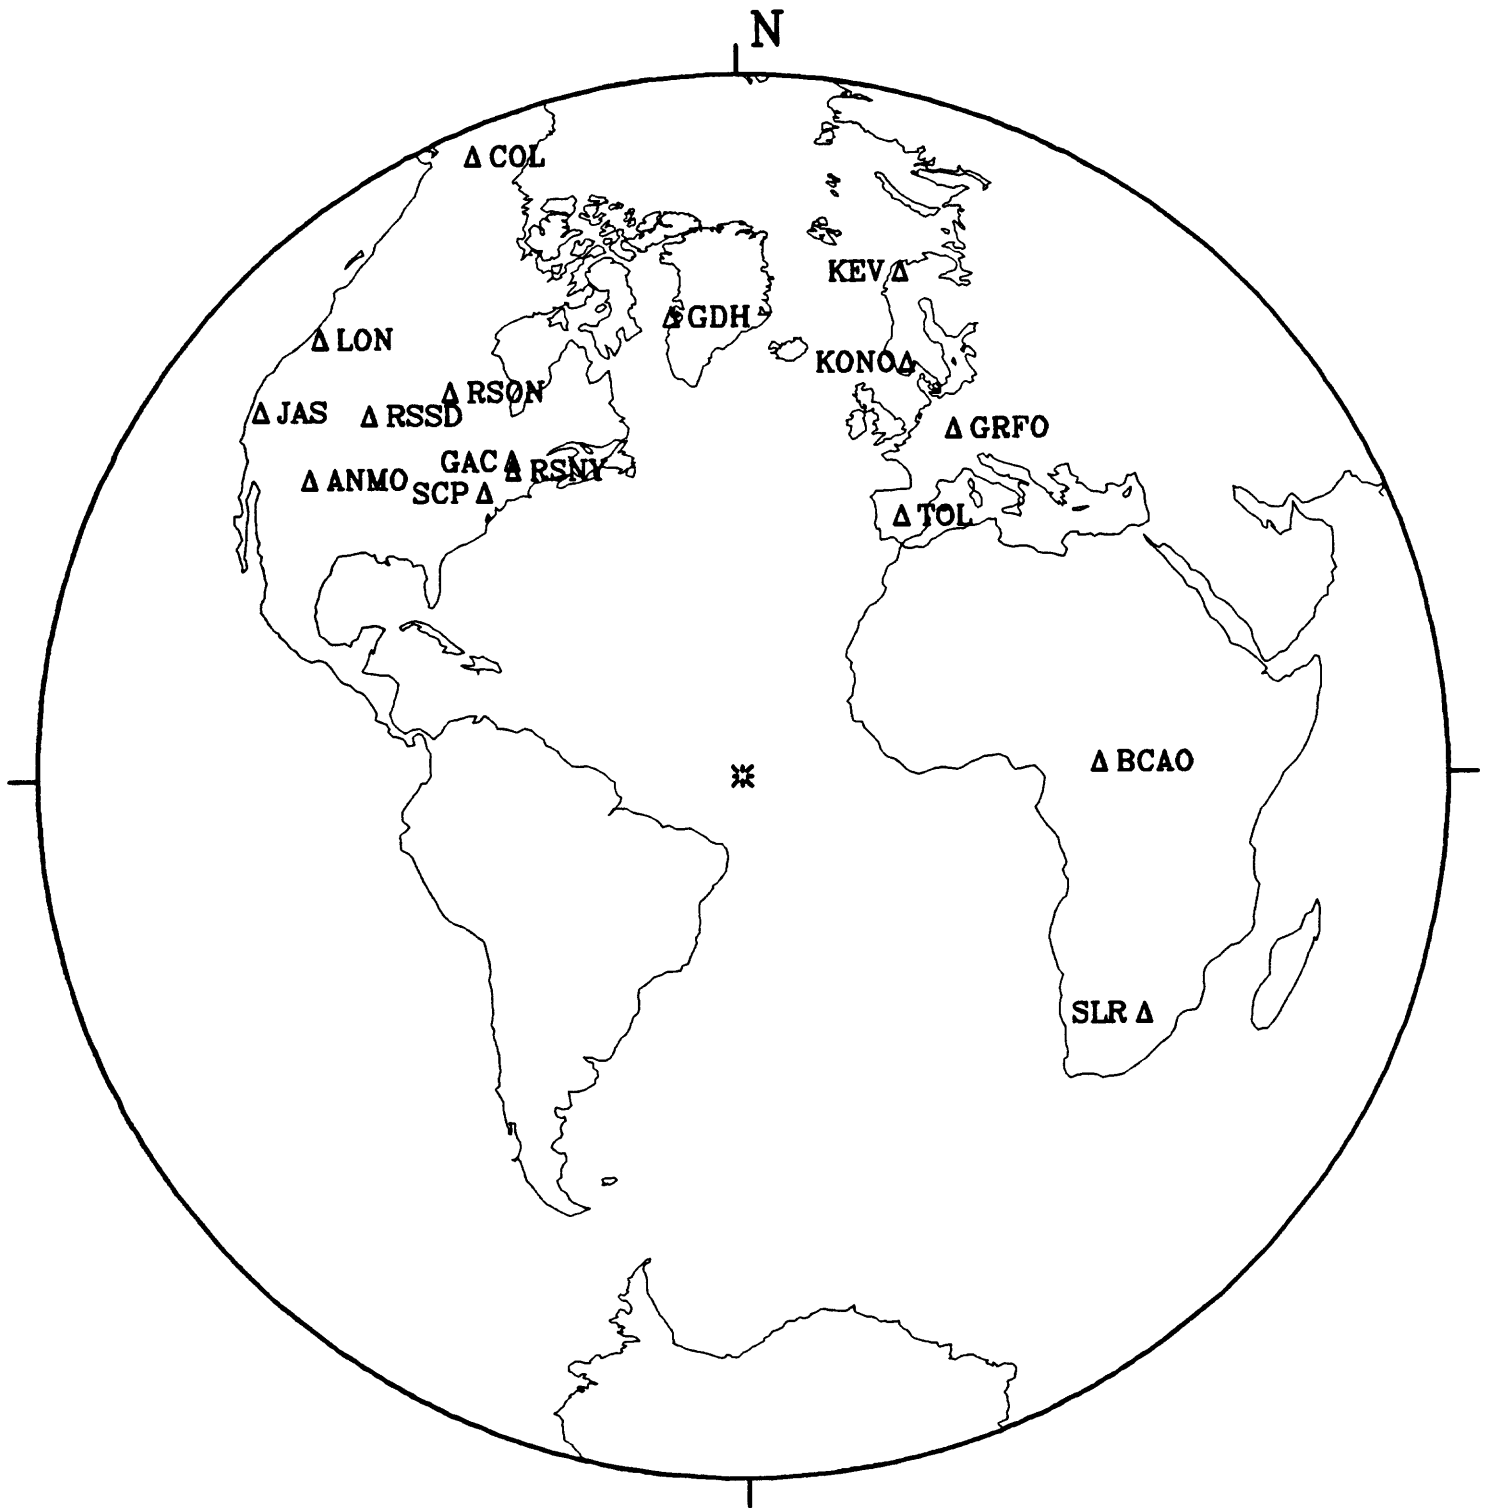 N
COL
KEV
GDH
LON
KONO
RSON
JAS
RSSD
GRFO
GAC
RSNY
ANMO
SCP
TOL
BCAO
SLR